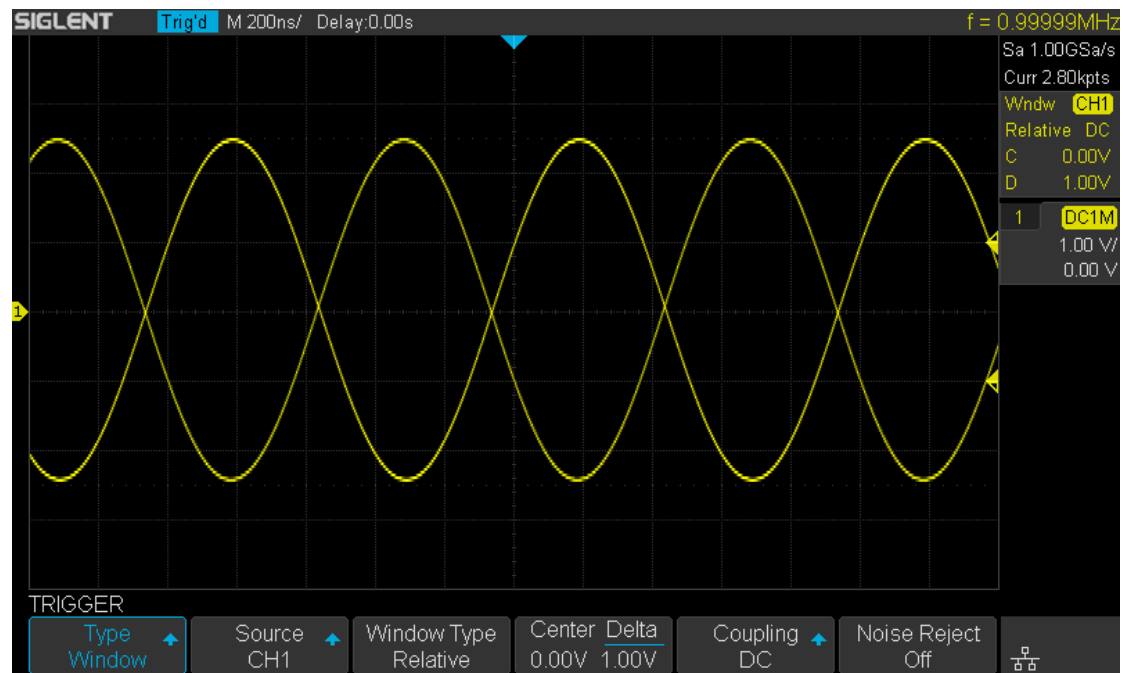 SIGLENT Trig'd M 200ns/ Delay:0.00s f = 0.99999MHz
Sa 1.00GSa/s
Curr 2.80kpts
Wndw CH1
Relative DC
C 0.00V
D 1.00V
1 DC1M
1.00 V/
0.00 V
1
TRIGGER
Type Source Window Type Center Delta Coupling Noise Reject
Window CH1 Relative 0.00V 1.00V DC Off